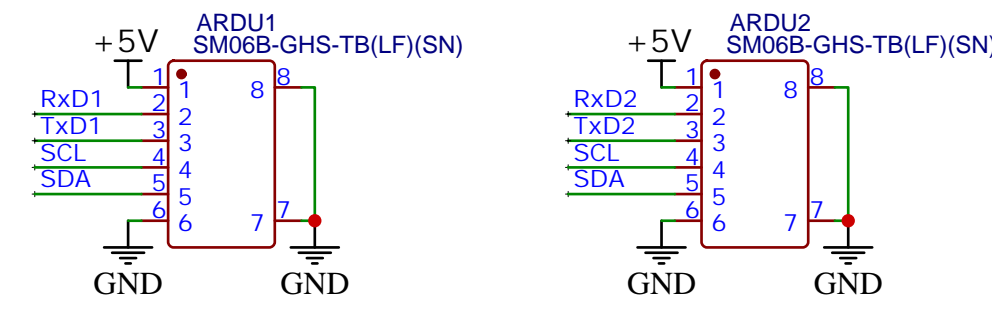 ARDU1
SM06B-GHS-TB(LF)(SN)
+5V
1
1
8
8
RxD1
2
2
TxD1
3
3
SCL
4
4
SDA
5
5
6
6
7
7
GND
GND
ARDU2
SM06B-GHS-TB(LF)(SN)
+5V
1
1
8
8
RxD2
2
2
TxD2
3
3
SCL
4
4
SDA
5
5
6
6
7
7
GND
GND